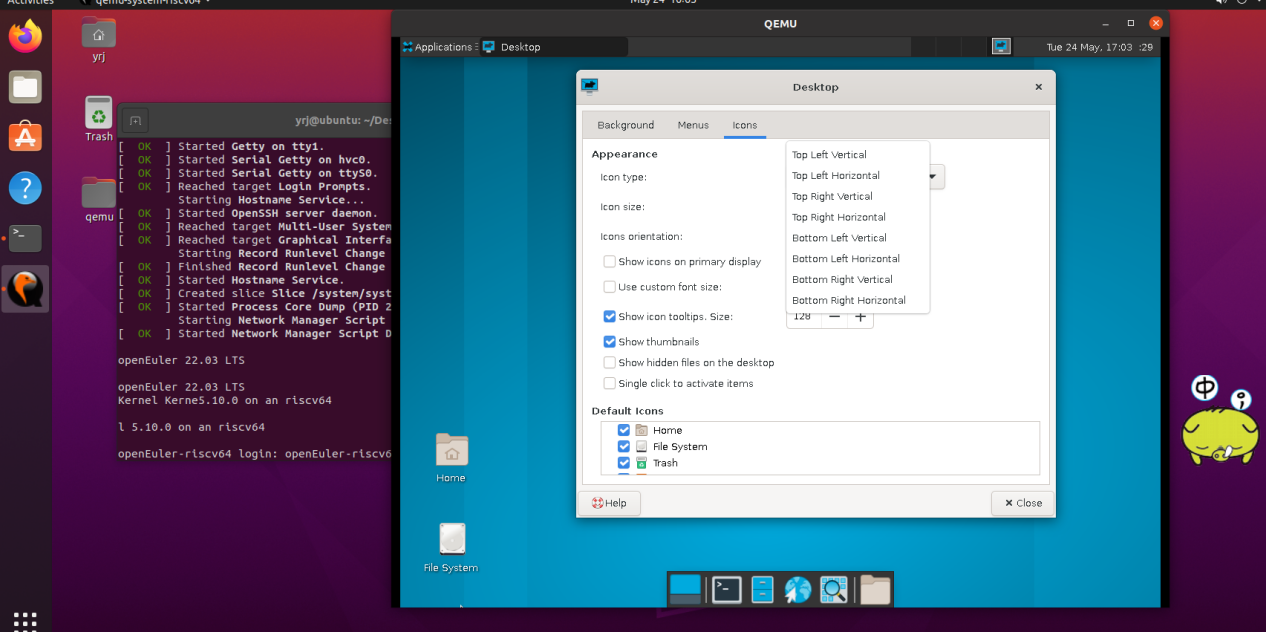 Activities
qemu-system-riscv64
May 24 16:03
yrj
Trash
qemu
yrj@ubuntu: ~/Des
[  OK  ] Started Getty on tty1.
[  OK  ] Started Serial Getty on hvc0.
[  OK  ] Started Serial Getty on ttyS0.
[  OK  ] Reached target Login Prompts.
Starting Hostname Service...
[  OK  ] Started OpenSSH server daemon.
[  OK  ] Reached target Multi-User System
[  OK  ] Reached target Graphical Interfa
Starting Record Runlevel Change
[  OK  ] Finished Record Runlevel Change
[  OK  ] Started Hostname Service.
[  OK  ] Created slice Slice /system/syst
[  OK  ] Started Process Core Dump (PID 2
Starting Network Manager Script
[  OK  ] Started Network Manager Script D
openEuler 22.03 LTS
openEuler 22.03 LTS
Kernel Kerne5.10.0 on an riscv64
l 5.10.0 on an riscv64
openEuler-riscv64 login: openEuler-riscv6
QEMU
Applications
Desktop
Tue 24 May, 17:03 :29
Desktop
Background
Menus
Icons
Appearance
Icon type:
Icon size:
Icons orientation:
Top Left Vertical
Top Left Horizontal
Top Right Vertical
Top Right Horizontal
Bottom Left Vertical
Bottom Left Horizontal
Bottom Right Vertical
Bottom Right Horizontal
Show icons on primary display
Use custom font size:
Show icon tooltips. Size:
128
Show thumbnails
Show hidden files on the desktop
Single click to activate items
Default Icons
Home
File System
Trash
Help
Close
Home
File System
中